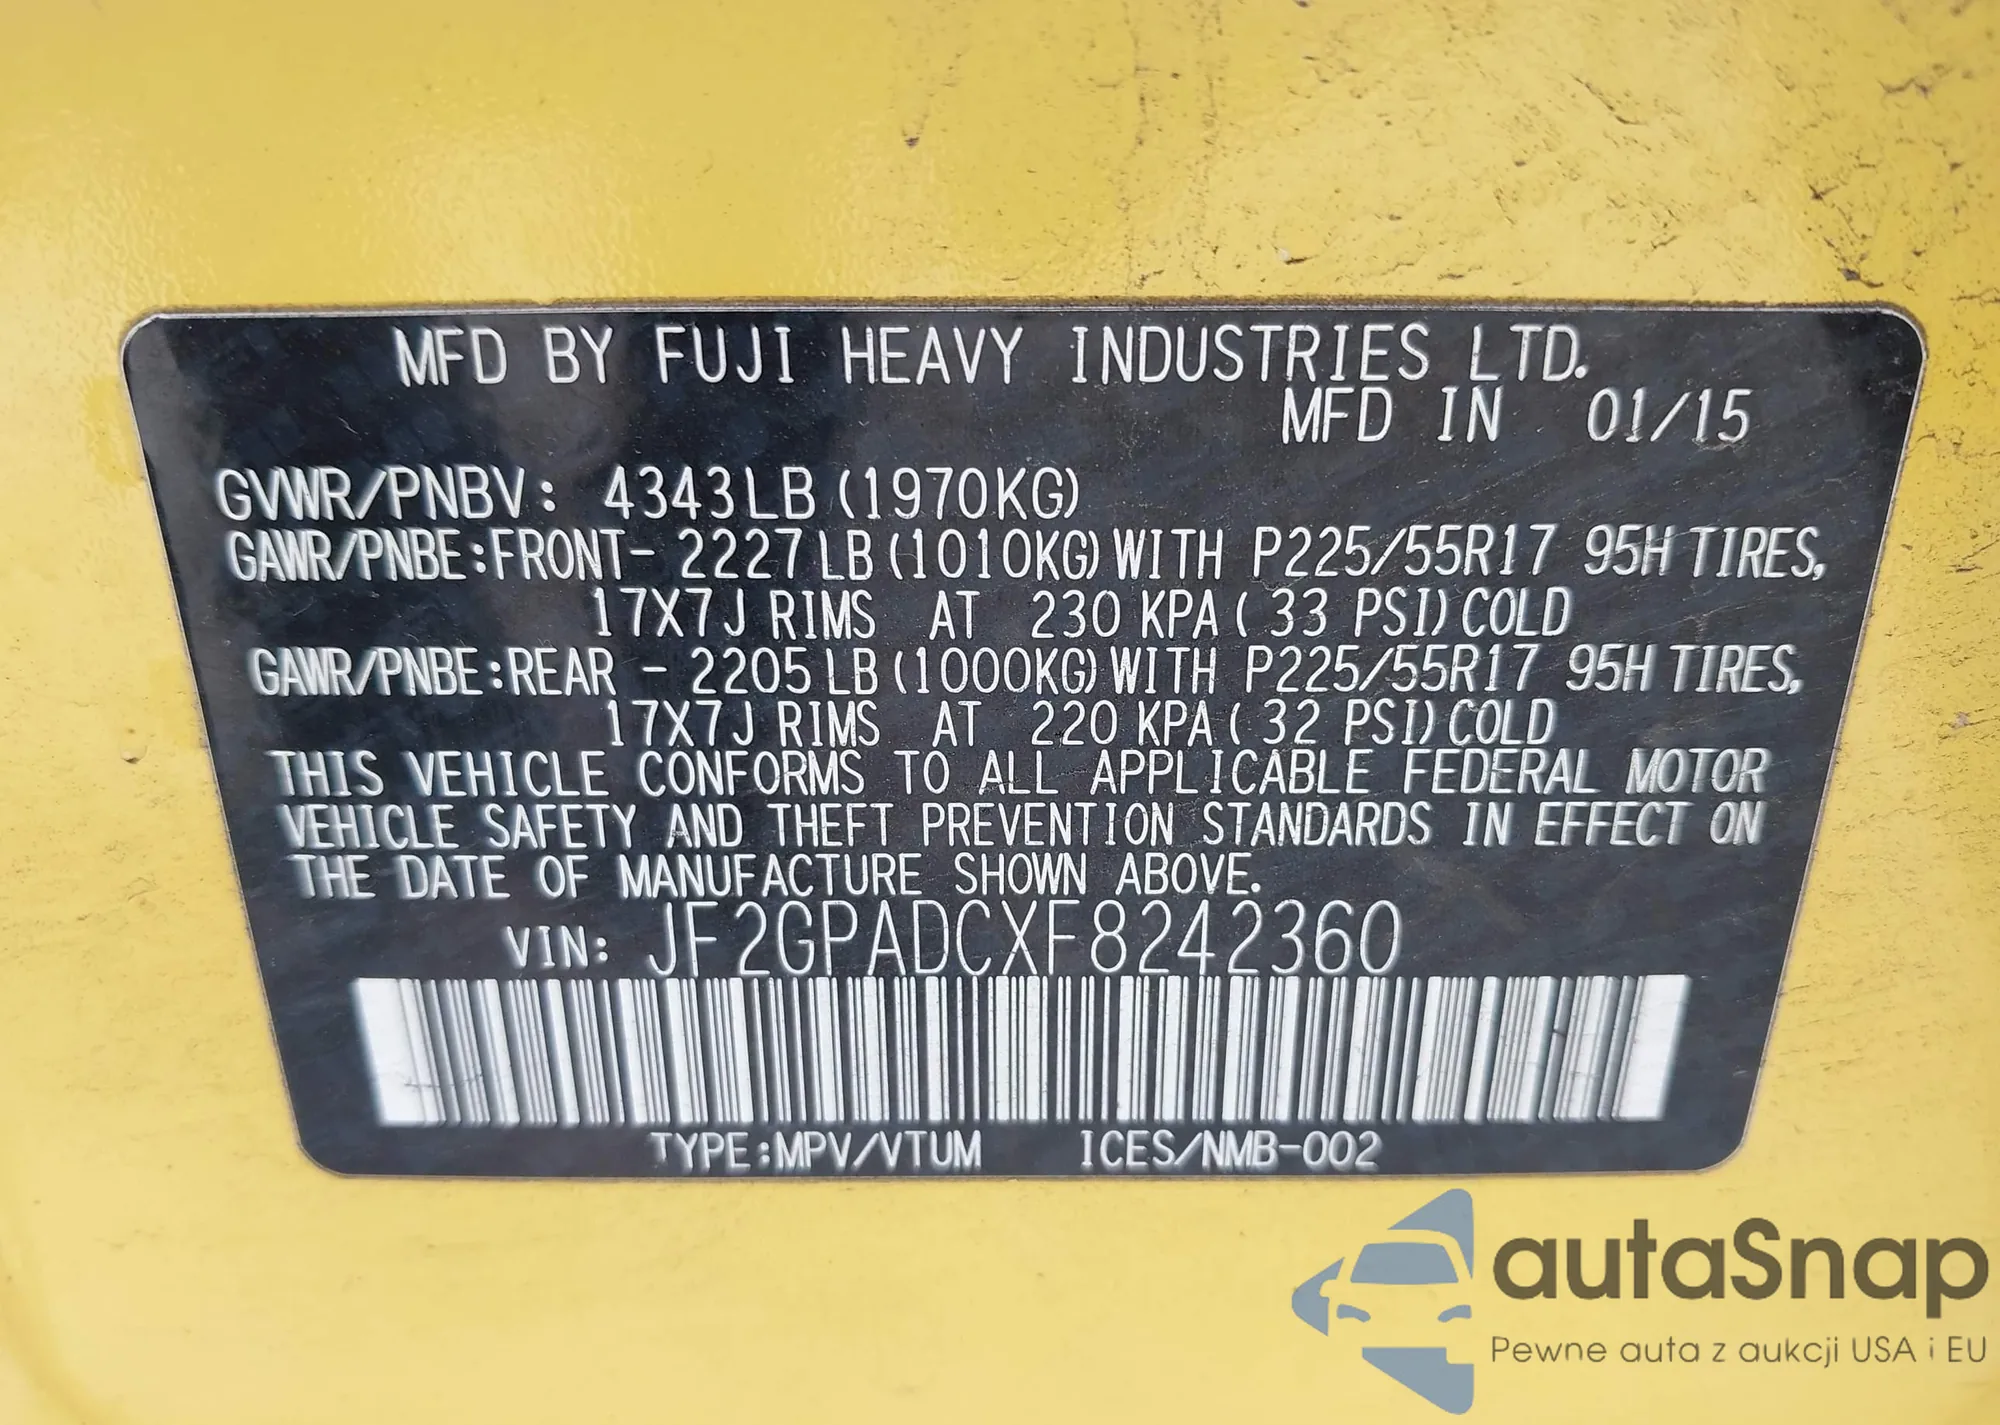 MFD BY FUJI HEAVY INDUSTRIES LTD.
MFD IN 01/15
GVWR/PNBV: 4343LB (1970KG)
GAWR/PNBE:FRONT- 2227LB (1010KG) WITH P225/55R17 95H TIRES,
17X7J RIMS AT 230 KPA ( 33 PSI) COLD
GAWR/PNBE:REAR - 2205LB (1000KG) WITH P225/55R17 95H TIRES,
17X7J RIMS AT 220 KPA ( 32 PSI) COLD
THIS VEHICLE CONFORMS TO ALL APPLICABLE FEDERAL MOTOR
VEHICLE SAFETY AND THEFT PREVENTION STANDARDS IN EFFECT ON
THE DATE OF MANUFACTURE SHOWN ABOVE.
VIN: JF2GPADCXF8242360
TYPE:MPV/VTUM ICES/NMB-002
autaSnap
Pewne auta z aukcji USA i EU